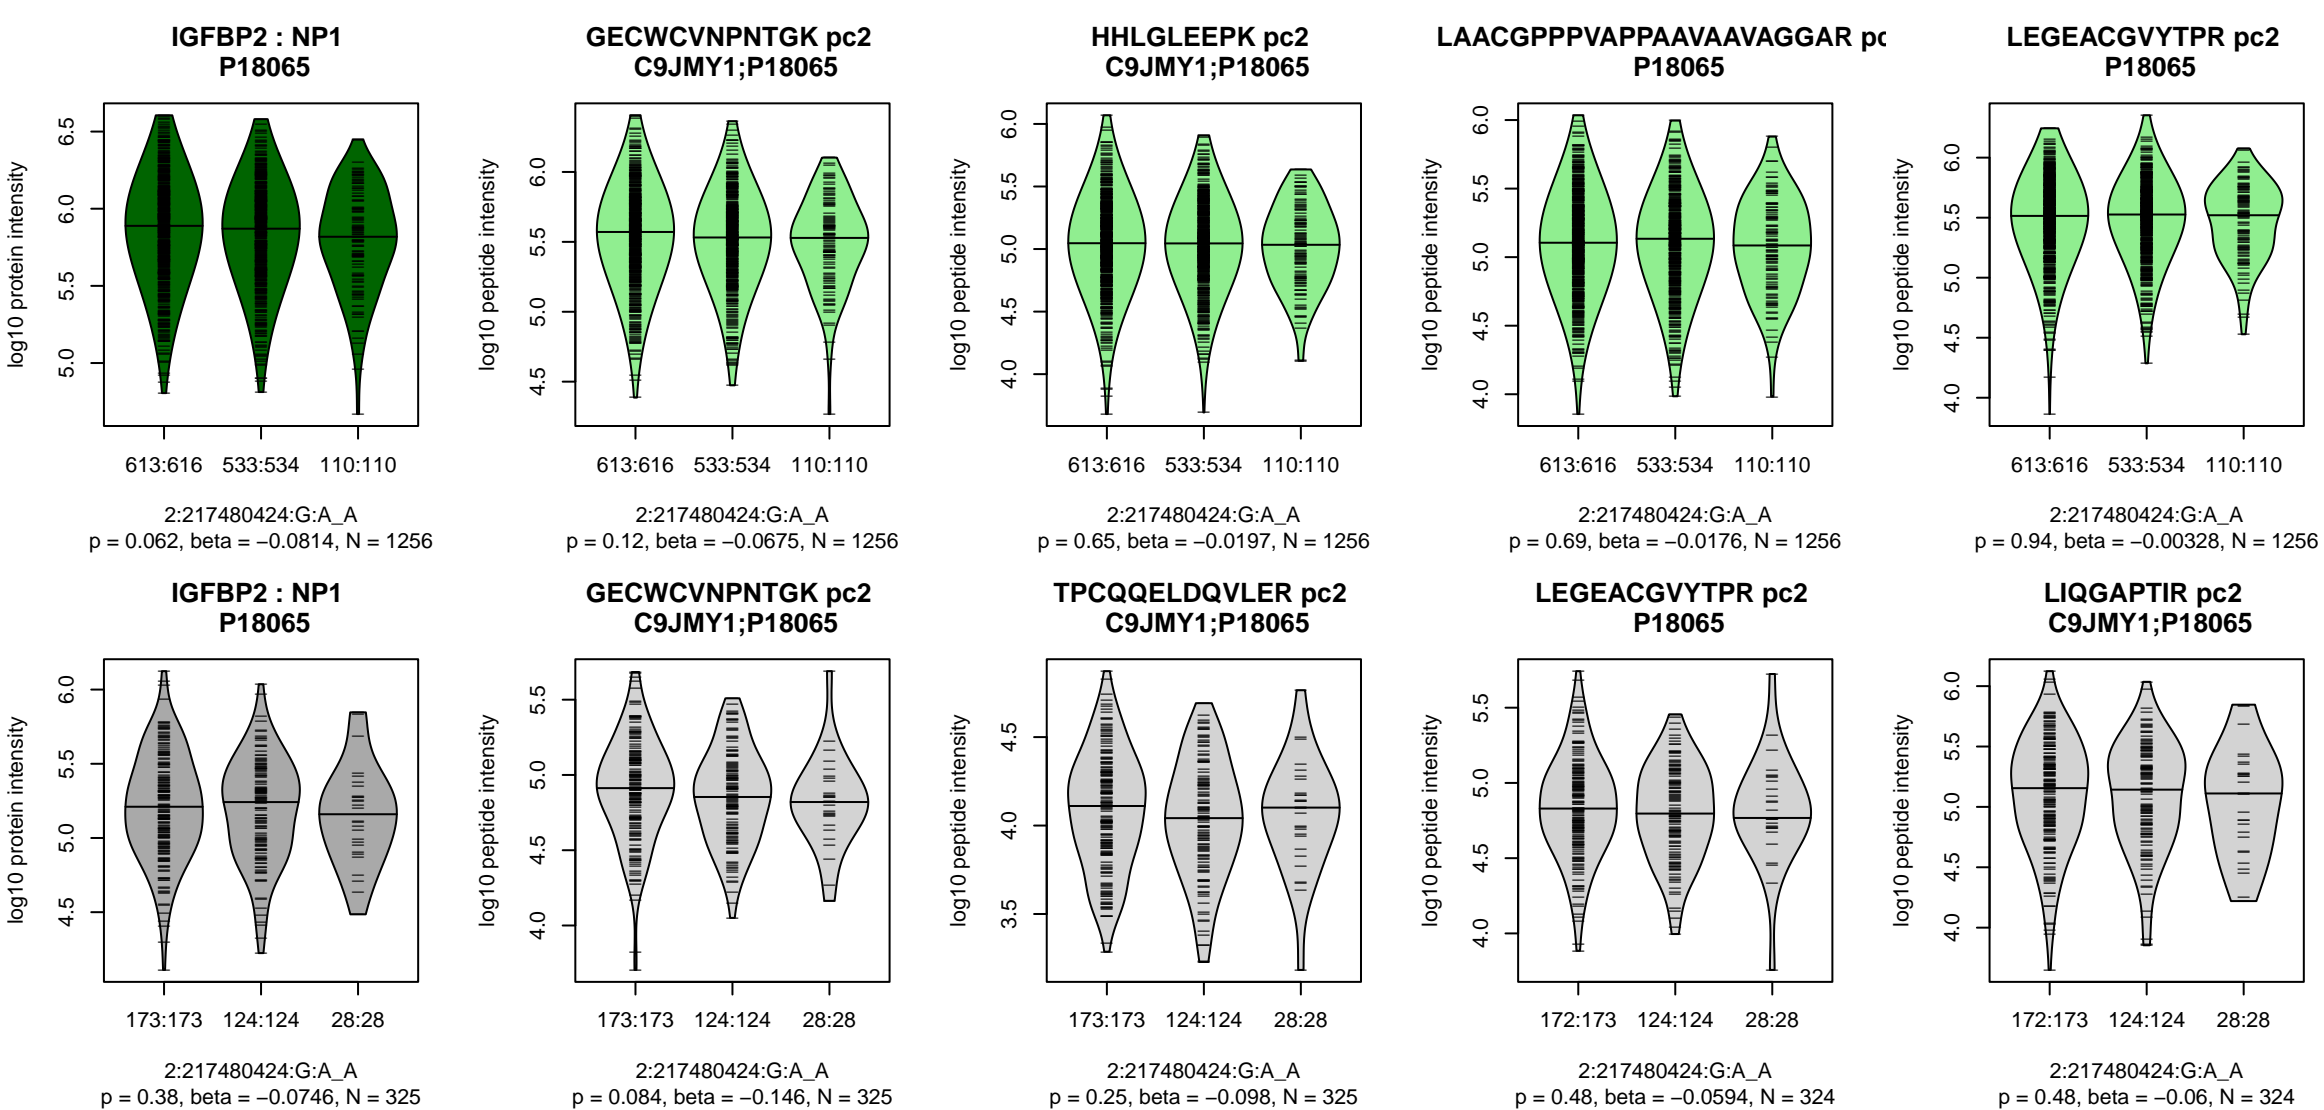 IGFBP2 : NP1
P18065
log10 protein intensity
5.0 5.5 6.0 6.5
613:616 533:534 110:110
2:217480424:G:A_A
p = 0.062, beta = −0.0814, N = 1256
GECWCVNPNTGK pc2
C9JMY1;P18065
log10 peptide intensity
4.5 5.0 5.5 6.0
613:616 533:534 110:110
2:217480424:G:A_A
p = 0.12, beta = −0.0675, N = 1256
HHLGLEEPK pc2
C9JMY1;P18065
log10 peptide intensity
4.0 4.5 5.0 5.5 6.0
613:616 533:534 110:110
2:217480424:G:A_A
p = 0.65, beta = −0.0197, N = 1256
LAACGPPPVAPPAAVAAVAGGAR pc
P18065
log10 peptide intensity
4.0 4.5 5.0 5.5 6.0
613:616 533:534 110:110
2:217480424:G:A_A
p = 0.69, beta = −0.0176, N = 1256
LEGEACGVYTPR pc2
P18065
log10 peptide intensity
4.0 4.5 5.0 5.5 6.0
613:616 533:534 110:110
2:217480424:G:A_A
p = 0.94, beta = −0.00328, N = 1256
IGFBP2 : NP1
P18065
log10 protein intensity
4.5 5.0 5.5 6.0
173:173 124:124 28:28
2:217480424:G:A_A
p = 0.38, beta = −0.0746, N = 325
GECWCVNPNTGK pc2
C9JMY1;P18065
log10 peptide intensity
4.0 4.5 5.0 5.5
173:173 124:124 28:28
2:217480424:G:A_A
p = 0.084, beta = −0.146, N = 325
TPCQQELDQVLER pc2
C9JMY1;P18065
log10 peptide intensity
3.5 4.0 4.5
173:173 124:124 28:28
2:217480424:G:A_A
p = 0.25, beta = −0.098, N = 325
LEGEACGVYTPR pc2
P18065
log10 peptide intensity
4.0 4.5 5.0 5.5
172:173 124:124 28:28
2:217480424:G:A_A
p = 0.48, beta = −0.0594, N = 324
LIQGAPTIR pc2
C9JMY1;P18065
log10 peptide intensity
4.0 4.5 5.0 5.5 6.0
172:173 124:124 28:28
2:217480424:G:A_A
p = 0.48, beta = −0.06, N = 324